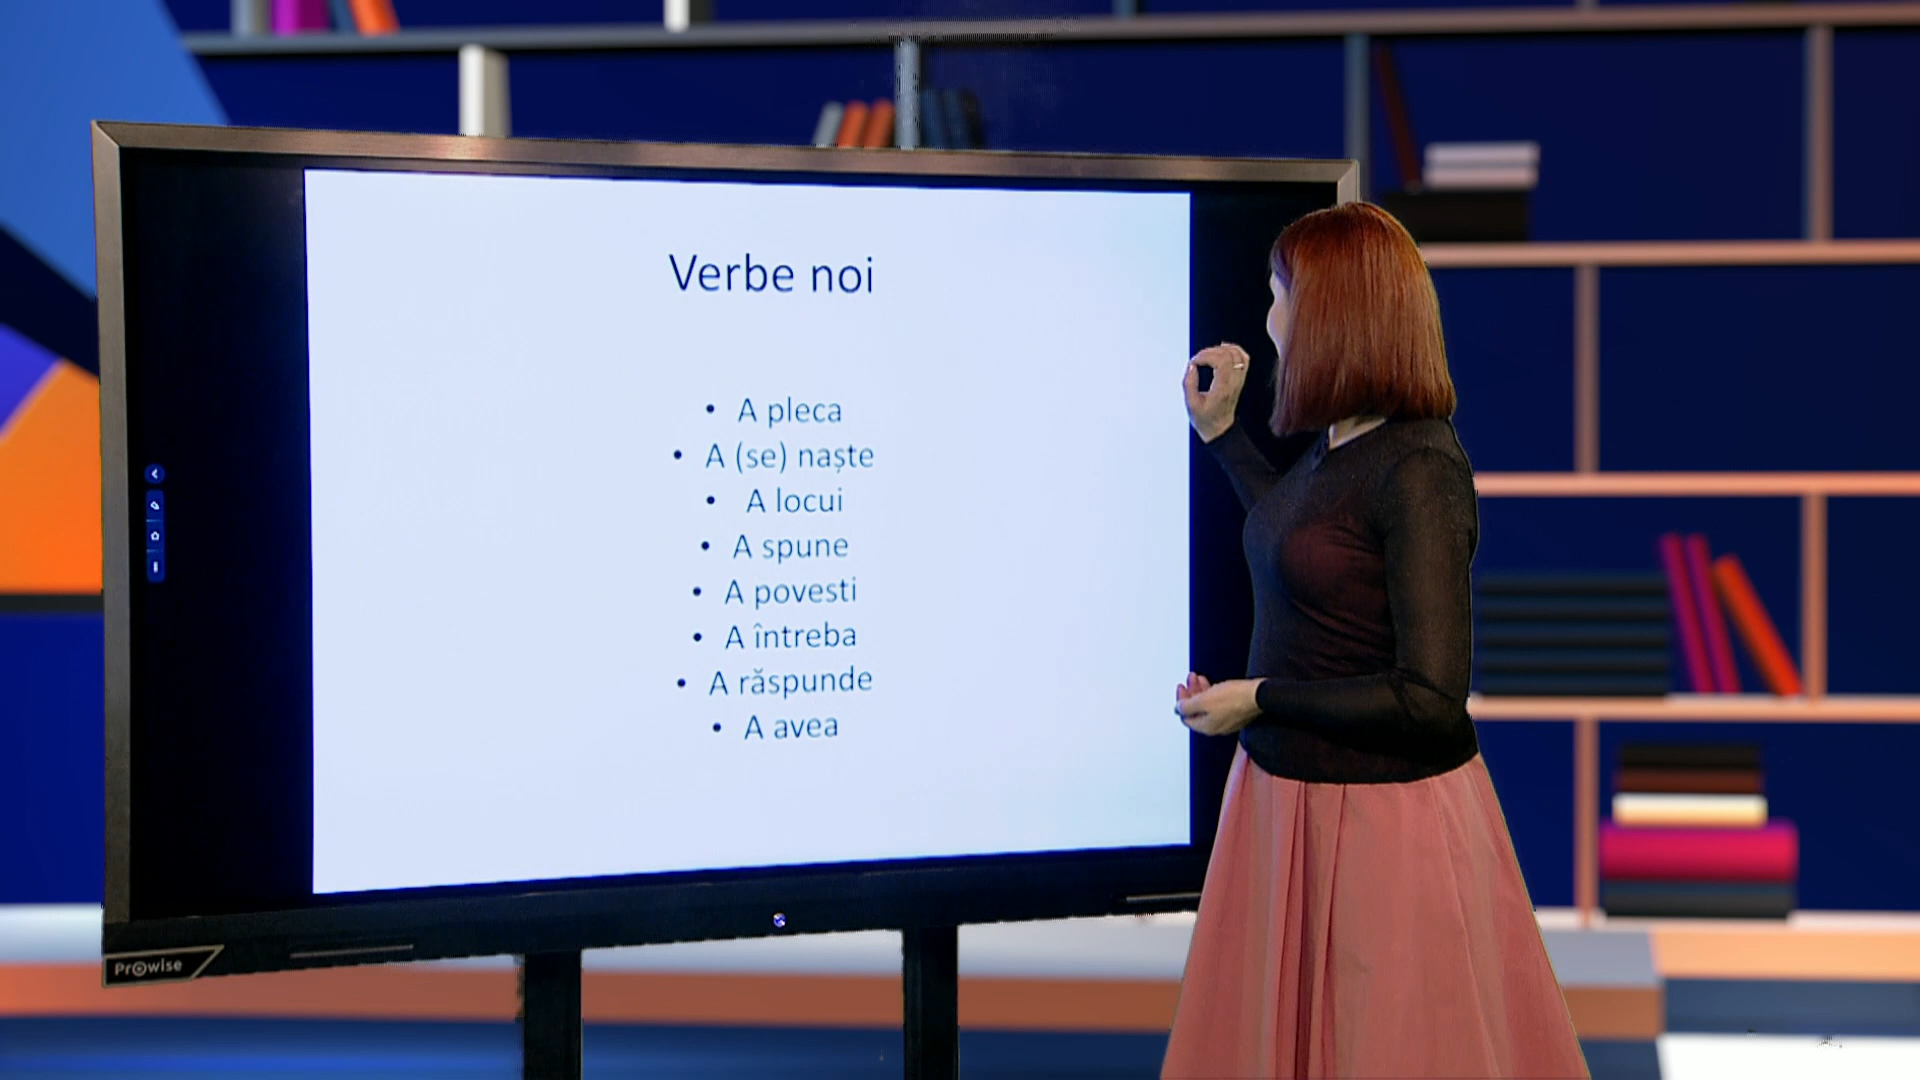 Verbe noi
• A pleca
• A (se) naște
• A locui
• A spune
• A povesti
• A întreba
• A răspunde
• A avea
Prowise